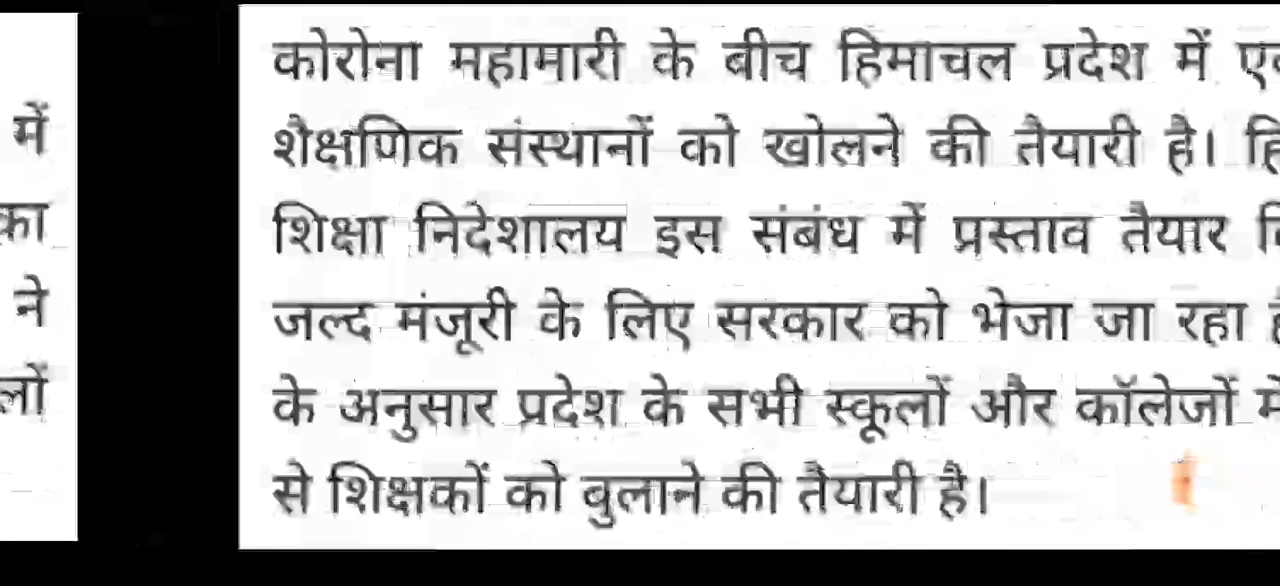 में
का
ने
लों
कोरोना महामारी के बीच हिमाचल प्रदेश में
शैक्षणिक संस्थानों को खोलने की तैयारी है। हि
शिक्षा निदेशालय इस संबंध में प्रस्ताव तैयार
जल्द मंजूरी के लिए सरकार को भेजा जा रहा
के अनुसार प्रदेश के सभी स्कूलों और कॉलेजों में
से शिक्षकों को बुलाने की तैयारी है।